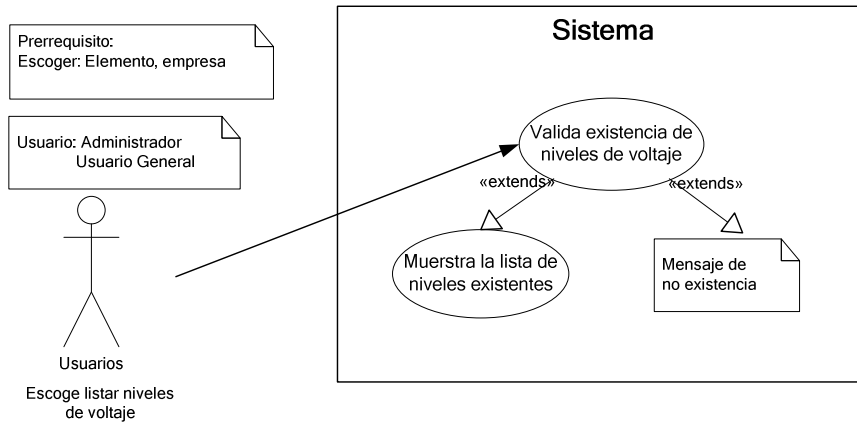 Prerrequisito:
Escoger: Elemento, empresa
Usuario: Administrador
Usuario General
Usuarios
Escoge listar niveles
de voltaje
Sistema
Valida existencia de
niveles de voltaje
«extends»
«extends»
Muerstra la lista de
niveles existentes
Mensaje de
no existencia